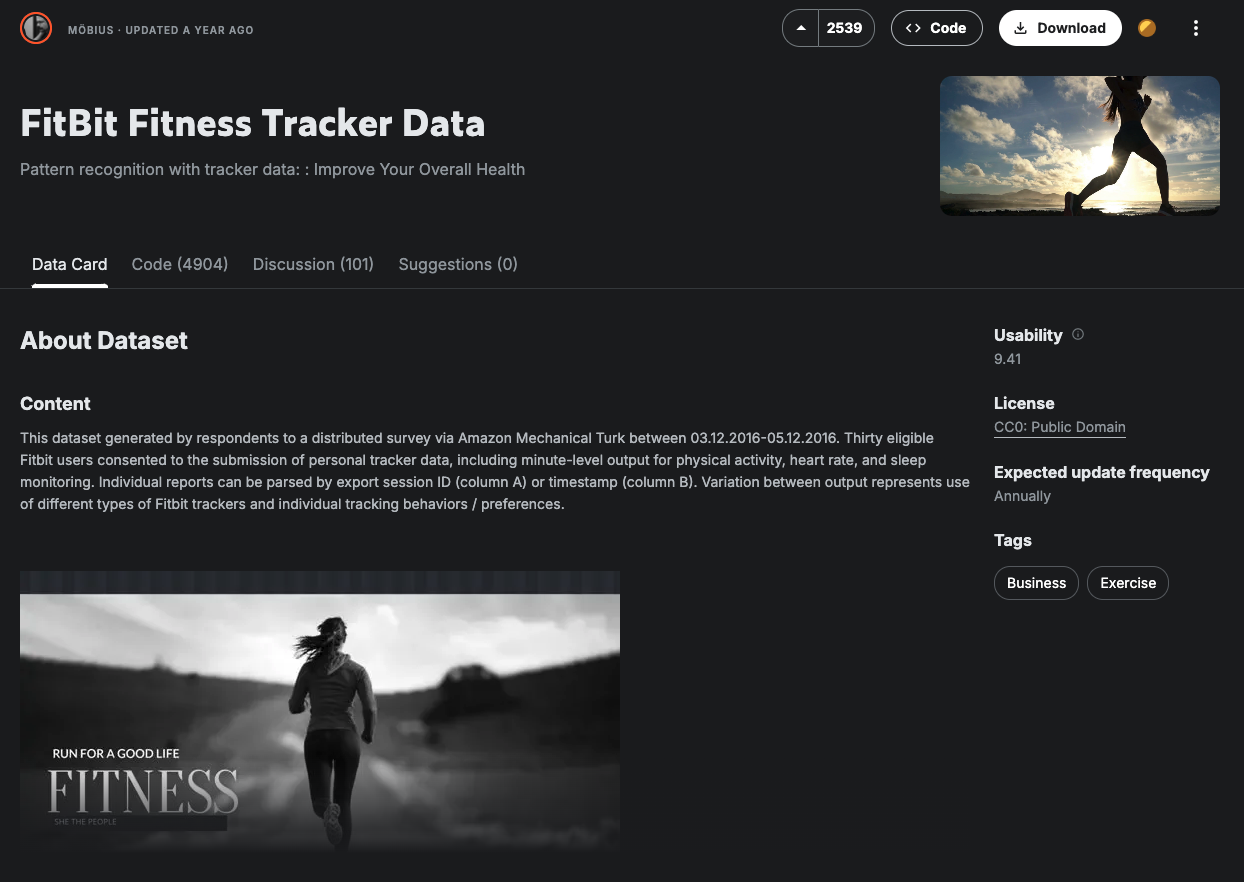 MÖBIUS · UPDATED A YEAR AGO
2539
Code
Download
FitBit Fitness Tracker Data
Pattern recognition with tracker data: : Improve Your Overall Health
Data Card
Code (4904)
Discussion (101)
Suggestions (0)
About Dataset
Content
This dataset generated by respondents to a distributed survey via Amazon Mechanical Turk between 03.12.2016-05.12.2016. Thirty eligible
Fitbit users consented to the submission of personal tracker data, including minute-level output for physical activity, heart rate, and sleep
monitoring. Individual reports can be parsed by export session ID (column A) or timestamp (column B). Variation between output represents use
of different types of Fitbit trackers and individual tracking behaviors / preferences.
RUN FOR A GOOD LIFE
FITNESS
SHE THE PEOPLE
Usability
9.41
License
CC0: Public Domain
Expected update frequency
Annually
Tags
Business
Exercise